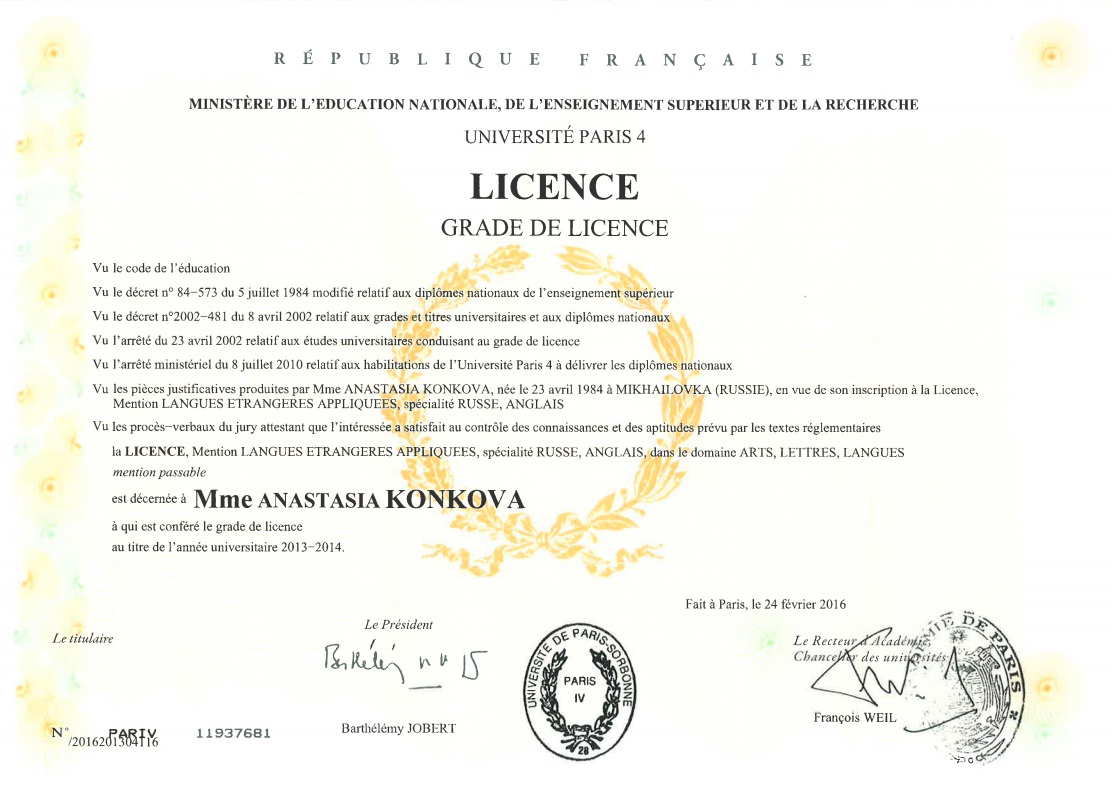 RÉPUBLIQUE FRANÇAISE
MINISTÈRE DE L'EDUCATION NATIONALE, DE L'ENSEIGNEMENT SUPERIEUR ET DE LA RECHERCHE
UNIVERSITÉ PARIS 4
LICENCE
GRADE DE LICENCE
Vu le code de l'éducation
Vu le décret n° 84-573 du 5 juillet 1984 modifié relatif aux diplômes nationaux de l'enseignement supérieur
Vu le décret n°2002-481 du 8 avril 2002 relatif aux grades et titres universitaires et aux diplômes nationaux
Vu l'arrêté du 23 avril 2002 relatif aux études universitaires conduisant au grade de licence
Vu l'arrêté ministériel du 8 juillet 2010 relatif aux habilitations de l'Université Paris 4 à délivrer les diplômes nationaux
Vu les pièces justificatives produites par Mme ANASTASIA KONKOVA, née le 23 avril 1984 à MIKHAILOVKA (RUSSIE), en vue de son inscription à la Licence,
Mention LANGUES ETRANGERES APPLIQUEES, spécialité RUSSE, ANGLAIS
Vu les procès-verbaux du jury attestant que l'intéressée a satisfait au contrôle des connaissances et des aptitudes prévu par les textes réglementaires
la LICENCE, Mention LANGUES ETRANGERES APPLIQUEES, spécialité RUSSE, ANGLAIS, dans le domaine ARTS, LETTRES, LANGUES
mention passable
est décernée à Mme ANASTASIA KONKOVA
à qui est conféré le grade de licence
au titre de l'année universitaire 2013-2014.
Fait à Paris, le 24 février 2016
Le titulaire
Le Président
Le Recteur d'Académie,
Chancelier des universités
UNIVERSITÉ DE PARIS-SORBONNE
PARIS
IV
28
ACADÉMIE DE PARIS
Barthélémy JOBERT
François WEIL
N° PARIV 11937681
/2016201304116